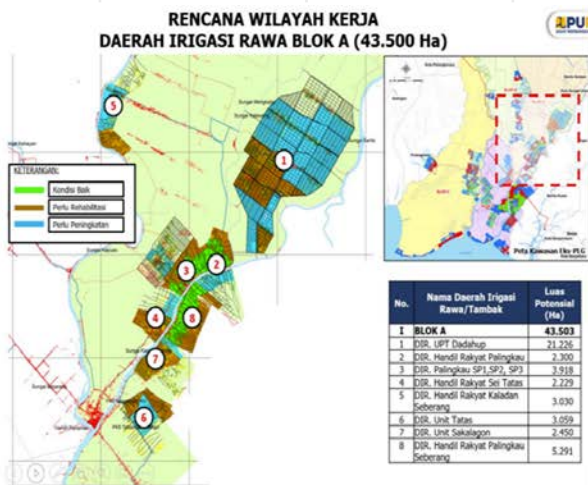 RENCANA WILAYAH KERJA
DAERAH IRIGASI RAWA BLOK A (43.500 Ha)
PU
5
1
KETERANGAN:
Kondisi Baik
Perlu Rehabilitasi
Perlu Peningkatan
3
2
4
8
7
6
Peta Kawasan Eks-PLG
No.
Nama Daerah Irigasi
Rawa/Tambak
Luas
Potensial
(Ha)
I BLOK A 43.503
1 DIR. UPT Dadahup 21.226
2 DIR. Handil Rakyat Palingkau 2.300
3 DIR. Palingkau SP1,SP2, SP3 3.918
4 DIR. Handil Rakyat Sei Tatas 2.229
5 DIR. Handil Rakyat Kaladan
Seberang 3.030
6 DIR. Unit Tatas 3.059
7 DIR. Unit Sakalagon 2.450
8 DIR. Handil Rakyat Palingkau
Seberang 5.291